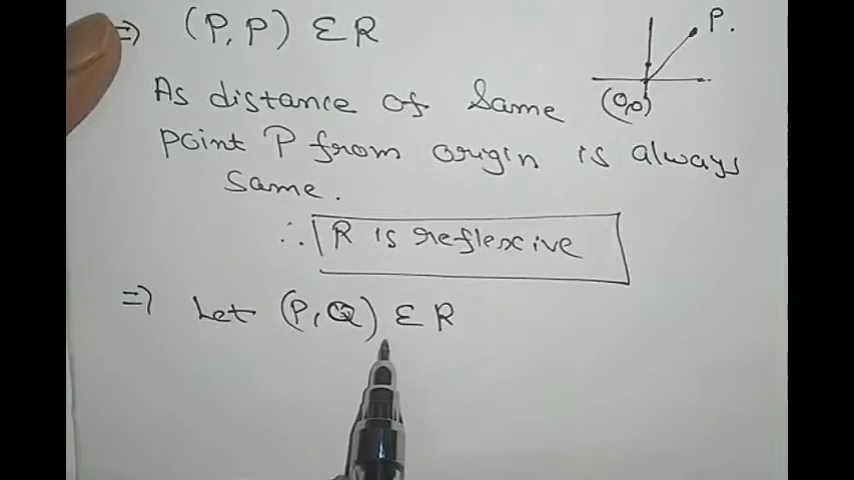 ⇒ (P, P) ∈ R
P.
(0,0)
As distance of same
point P from origin is always
same.
∴ R is reflexive
⇒ Let (P, Q) ∈ R